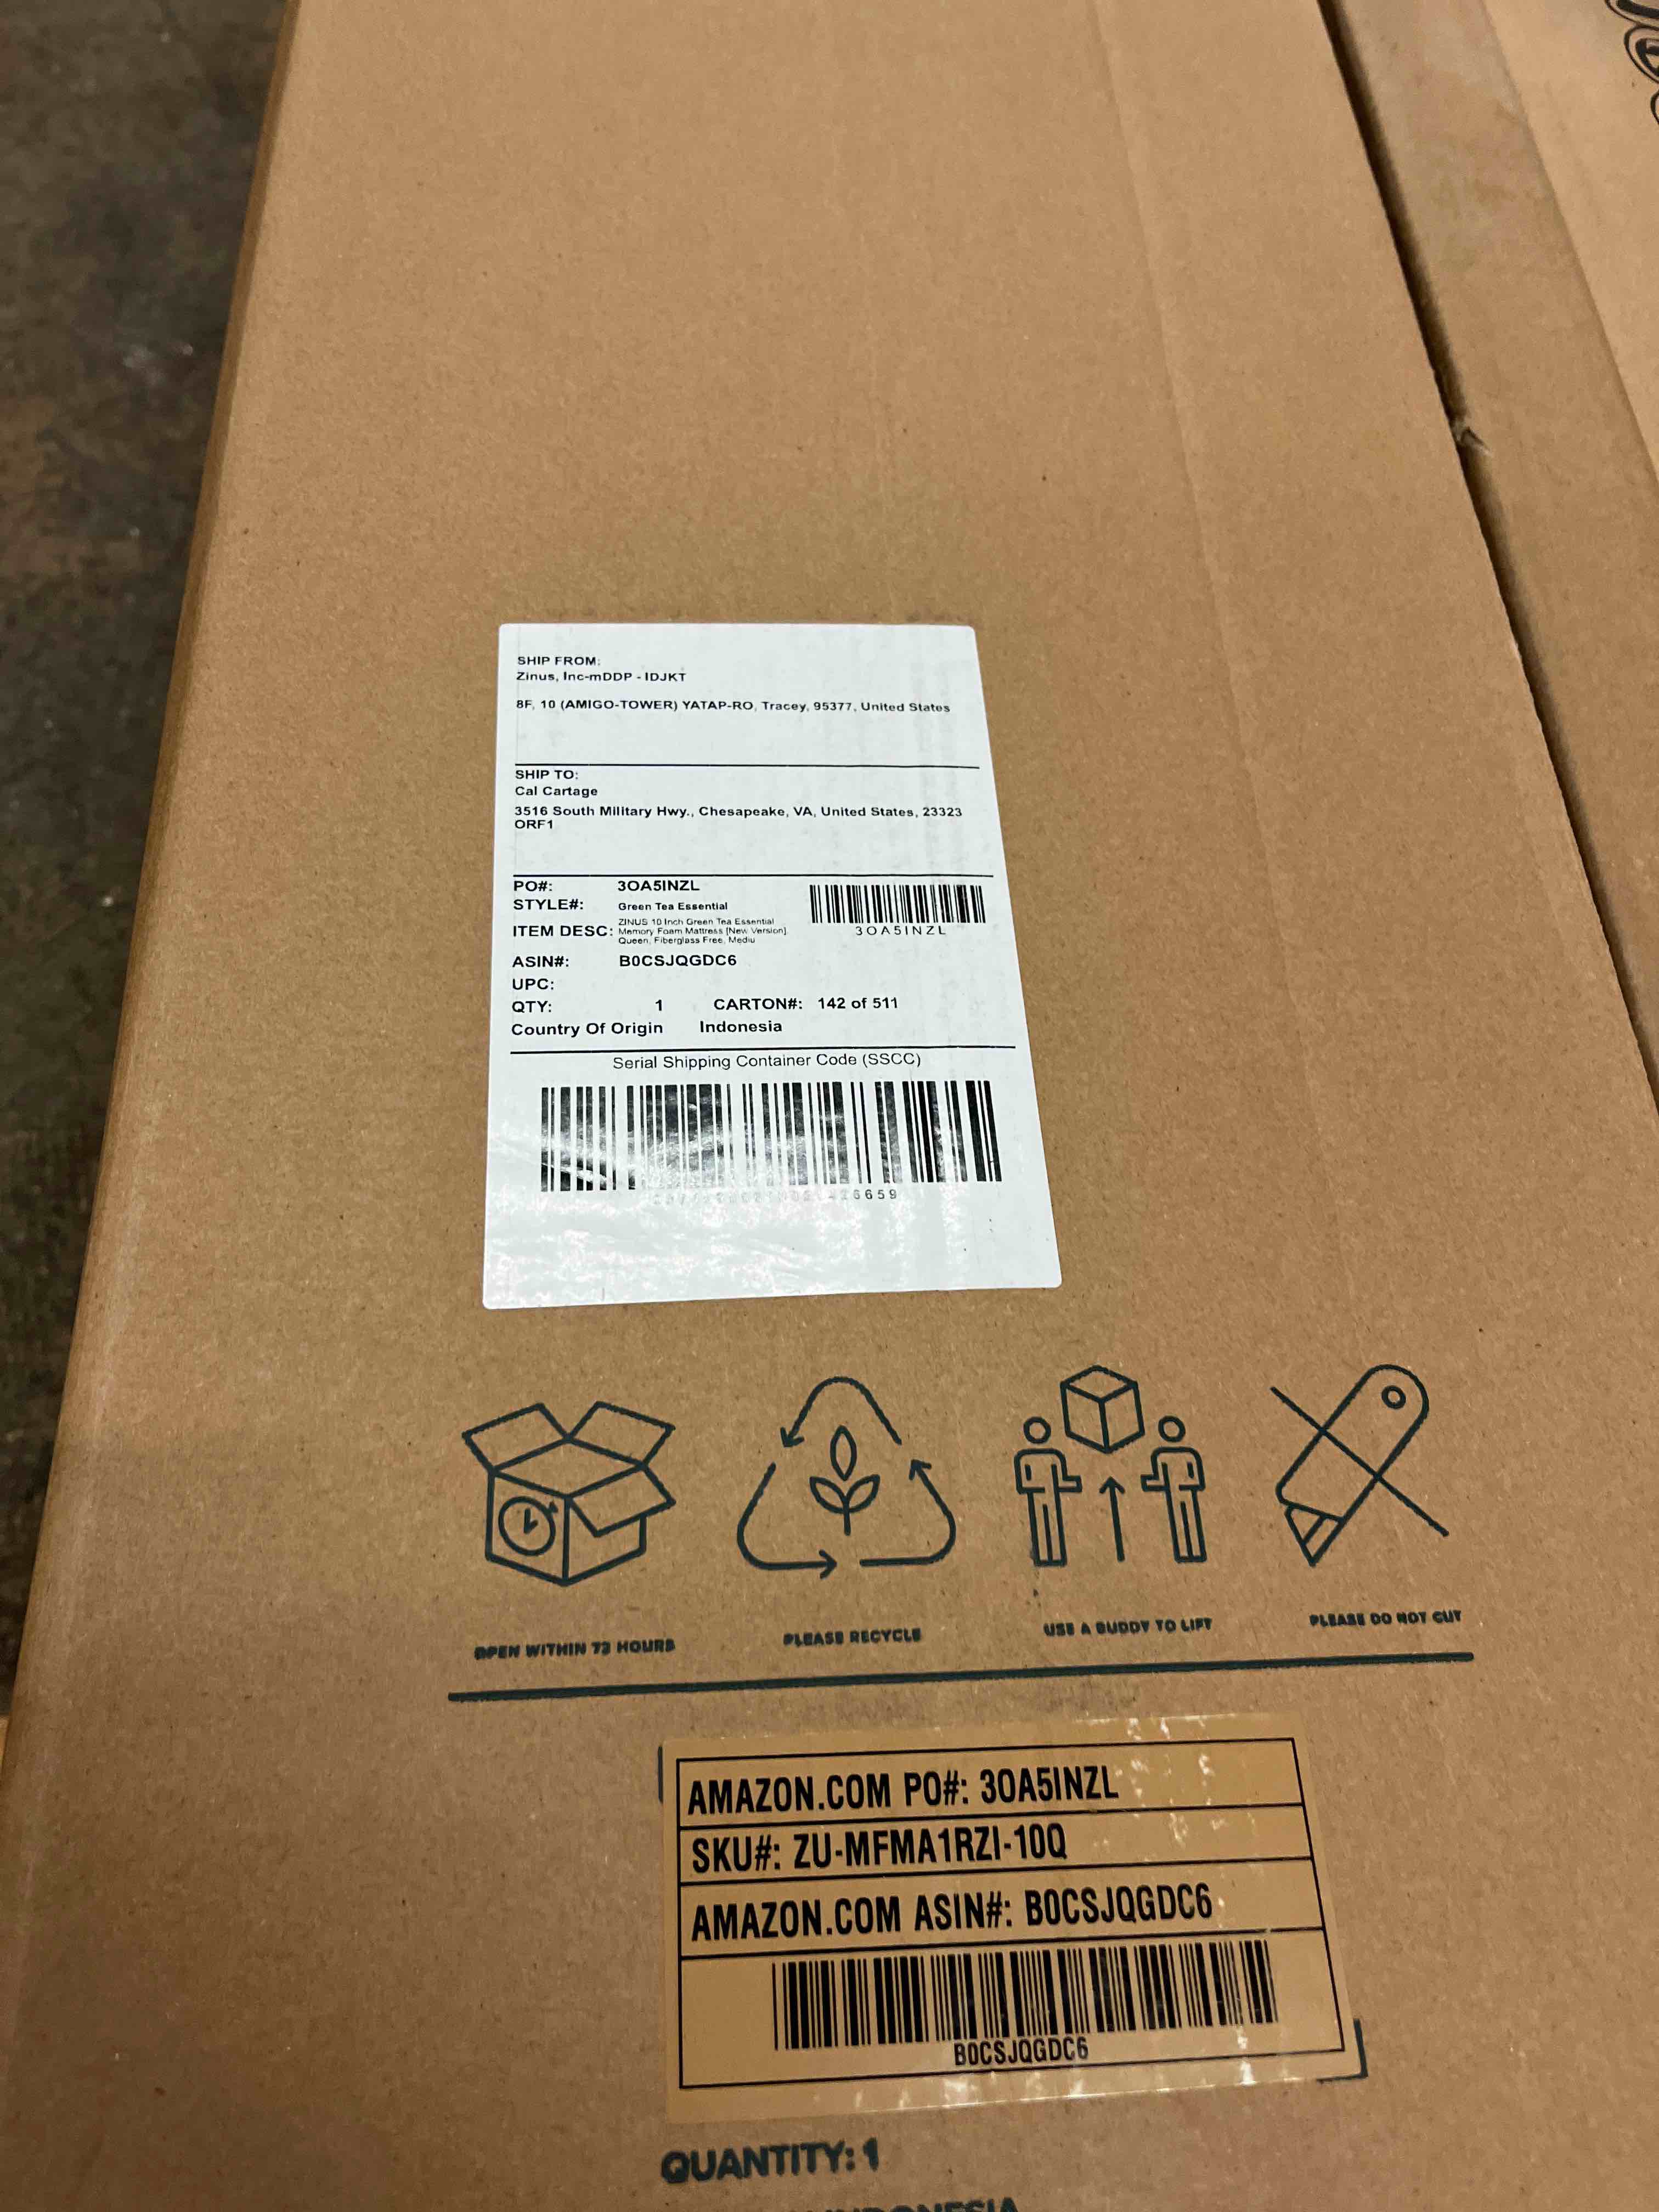 SHIP FROM:
Zinus, Inc-mDDP - IDJKT
8F, 10 (AMIGO-TOWER) YATAP-RO, Tracey, 95377, United States
SHIP TO:
Cal Cartage
3516 South Military Hwy., Chesapeake, VA, United States, 23323
ORF1
PO#: 3OA5INZL
STYLE#: Green Tea Essential
ITEM DESC: ZINUS 10 Inch Green Tea Essential
Memory Foam Mattress [New Version]
Queen, Fiberglass Free, Mediu
3OA5INZL
ASIN#: B0CSJQGDC6
UPC:
QTY: 1 CARTON#: 142 of 511
Country Of Origin Indonesia
Serial Shipping Container Code (SSCC)
OPEN WITHIN 72 HOURS
PLEASE RECYCLE
USE A BUDDY TO LIFT
PLEASE DO NOT CUT
AMAZON.COM PO#: 3OA5INZL
SKU#: ZU-MFMA1RZI-10Q
AMAZON.COM ASIN#: B0CSJQGDC6
B0CSJQGDC6
QUANTITY: 1
INDONESIA